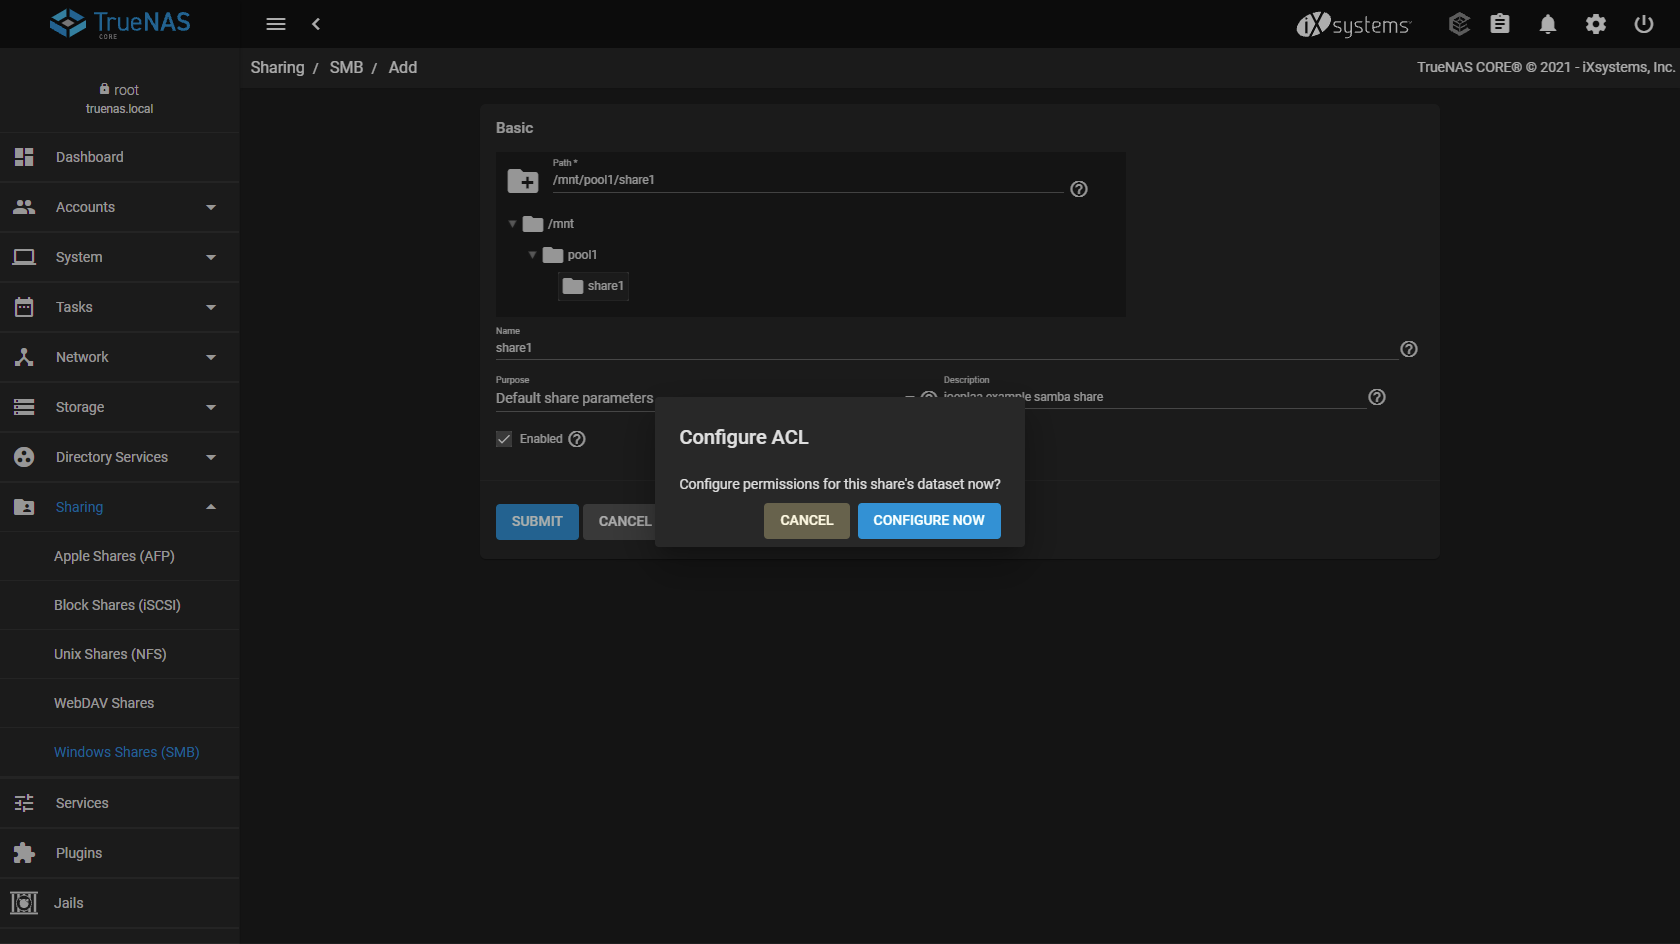 TrueNAS
CORE
iXsystems
root
truenas.local
Dashboard
Accounts
System
Tasks
Network
Storage
Directory Services
Sharing
Apple Shares (AFP)
Block Shares (iSCSI)
Unix Shares (NFS)
WebDAV Shares
Windows Shares (SMB)
Services
Plugins
Jails
Sharing / SMB / Add
TrueNAS CORE® © 2021 - iXsystems, Inc.
Basic
Path *
/mnt/pool1/share1
/mnt
pool1
share1
Name
share1
Purpose
Default share parameters
Description
example samba share
Enabled
SUBMIT
CANCEL
Configure ACL
Configure permissions for this share's dataset now?
CANCEL
CONFIGURE NOW